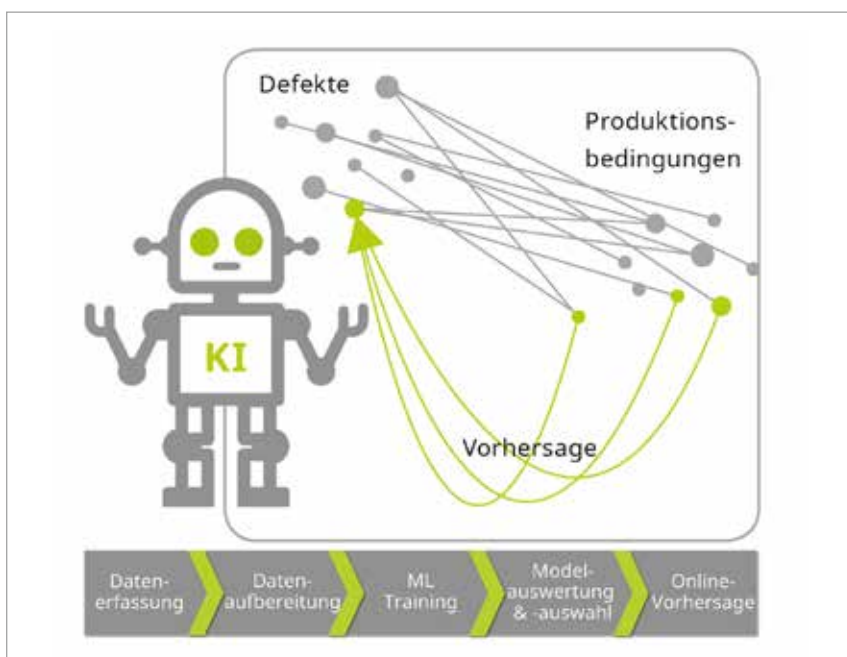 Defekte
Produktions-
bedingungen
KI
Vorhersage
Daten-
erfassung
Daten-
aufbereitung
ML
Training
Model-
auswertung
& -auswahl
Online-
Vorhersage